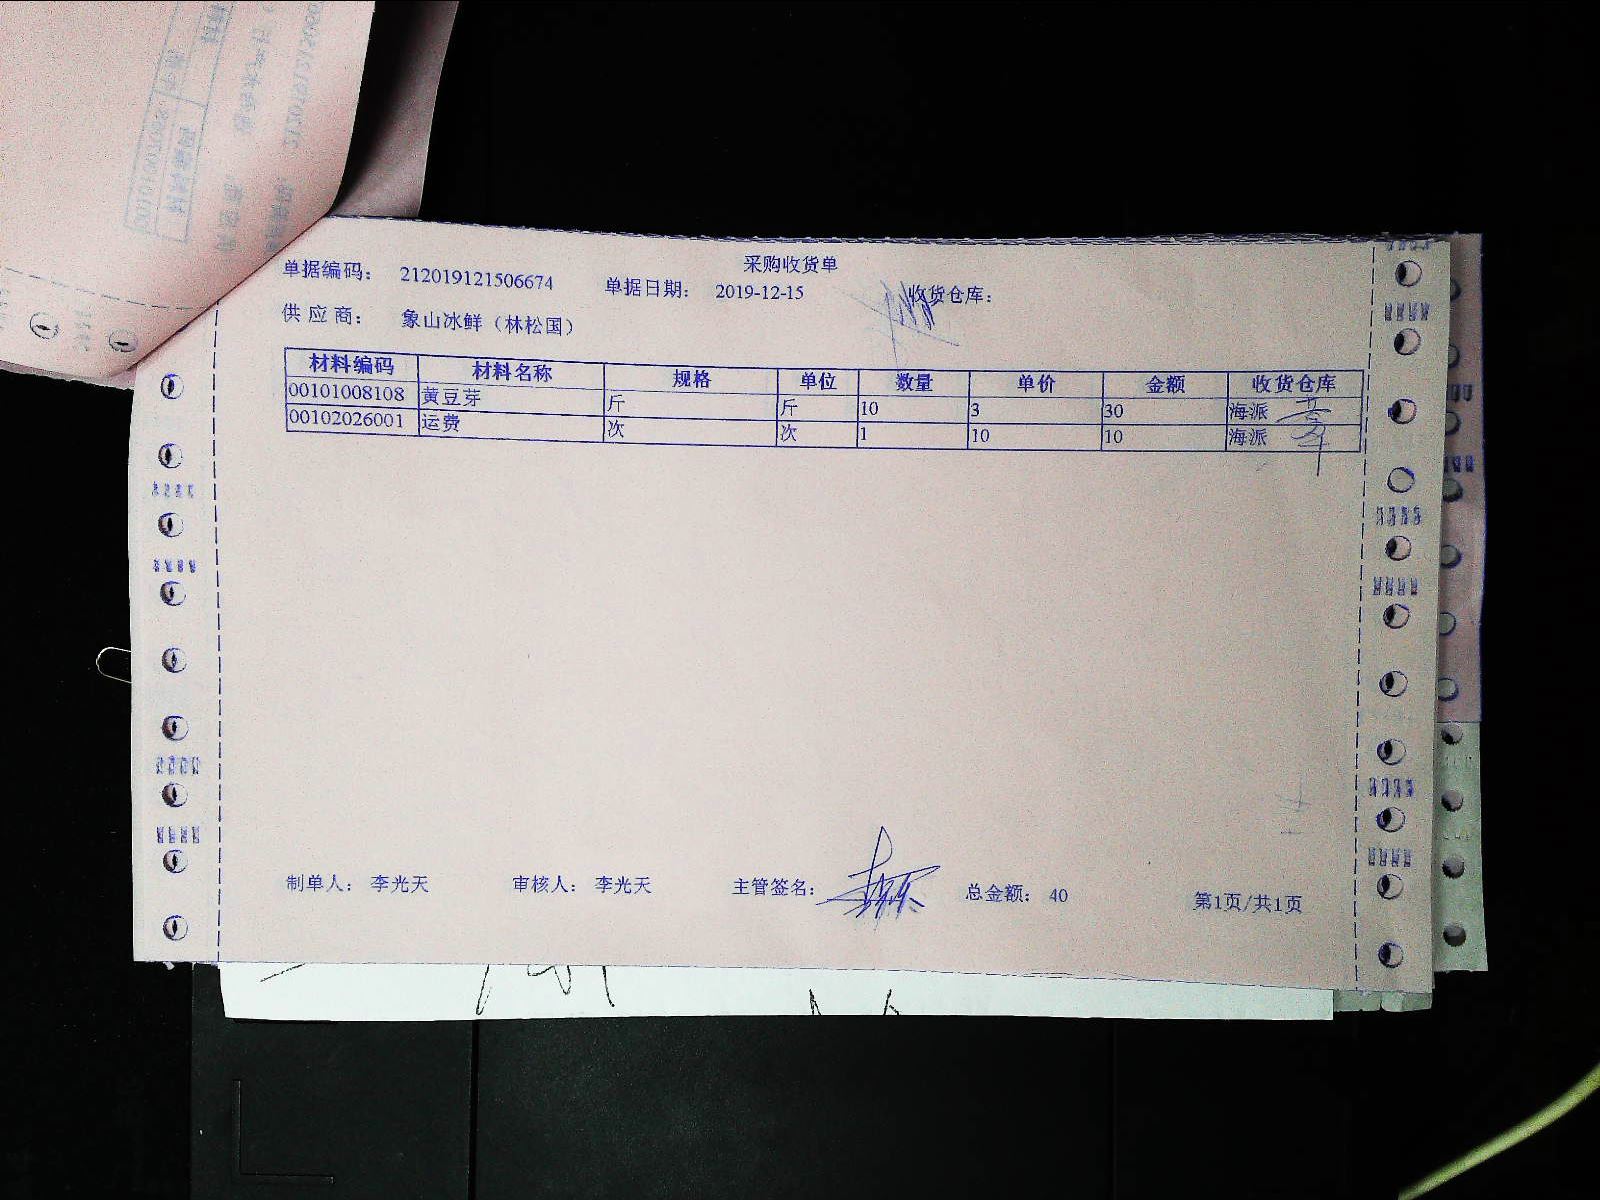 采购收货单
单据编码： 212019121506674 单据日期： 2019-12-15 收货仓库：
供 应 商： 象山冰鲜（林松国）
材料编码 材料名称 规格 单位 数量 单价 金额 收货仓库
00101008108 黄豆芽 斤 斤 10 3 30 海派
00102026001 运费 次 次 1 10 10 海派
制单人： 李光天 审核人： 李光天 主管签名： 总金额： 40 第1页/共1页